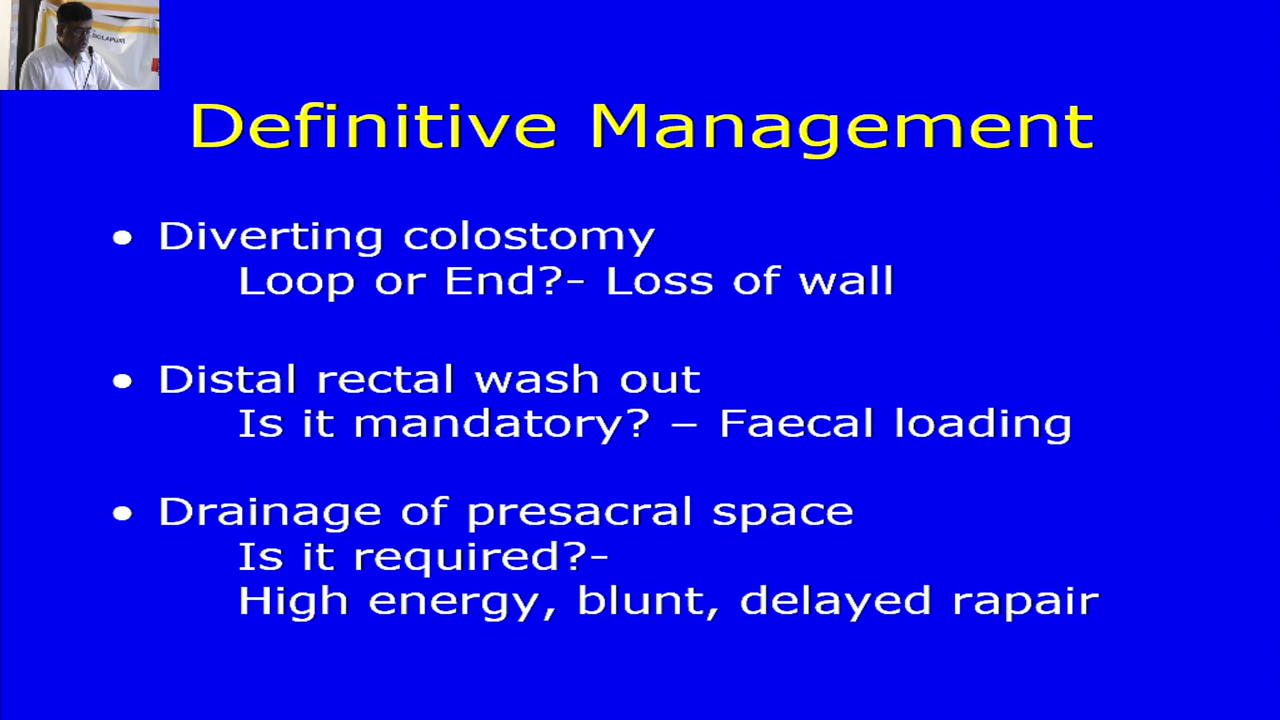 SOLAPUR
Definitive Management
• Diverting colostomy
Loop or End?- Loss of wall
• Distal rectal wash out
Is it mandatory? – Faecal loading
• Drainage of presacral space
Is it required?-
High energy, blunt, delayed rapair